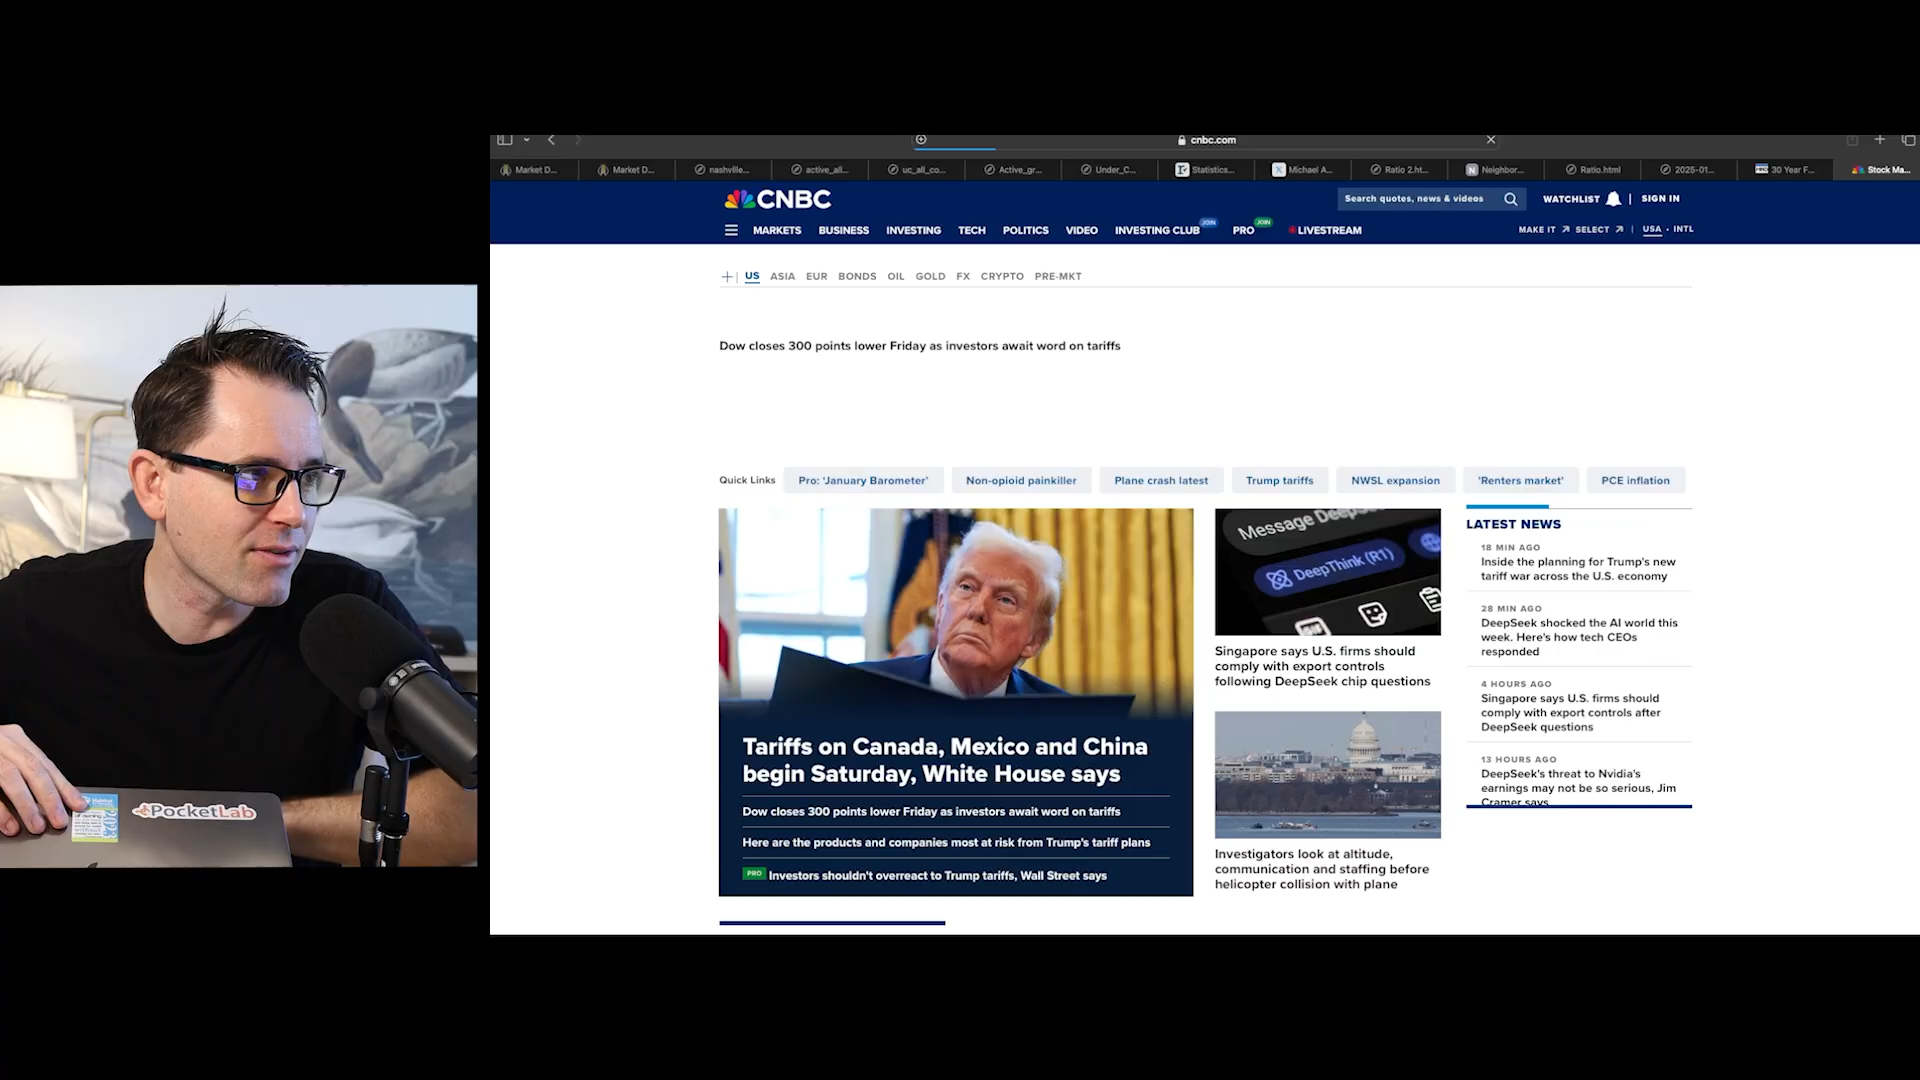 cnbc.com
Market D...
Market D...
nashville...
active_all...
uc_all_co...
Active_gr...
Under_C...
Statistics...
Michael A...
Ratio 2.ht...
Neighbor...
Ratio.html
2025-01...
30 Year F...
Stock Ma...
CNBC
Search quotes, news & videos
WATCHLIST | SIGN IN
MARKETS BUSINESS INVESTING TECH POLITICS VIDEO INVESTING CLUB JOIN PRO JOIN LIVESTREAM
MAKE IT SELECT | USA • INTL
+ | US ASIA EUR BONDS OIL GOLD FX CRYPTO PRE-MKT
Dow closes 300 points lower Friday as investors await word on tariffs
Quick Links
Pro: 'January Barometer'
Non-opioid painkiller
Plane crash latest
Trump tariffs
NWSL expansion
'Renters market'
PCE inflation
Tariffs on Canada, Mexico and China
begin Saturday, White House says
Dow closes 300 points lower Friday as investors await word on tariffs
Here are the products and companies most at risk from Trump's tariff plans
PRO Investors shouldn't overreact to Trump tariffs, Wall Street says
Message DeepS
DeepThink (R1)
Singapore says U.S. firms should
comply with export controls
following DeepSeek chip questions
Investigators look at altitude,
communication and staffing before
helicopter collision with plane
LATEST NEWS
18 MIN AGO
Inside the planning for Trump's new
tariff war across the U.S. economy
28 MIN AGO
DeepSeek shocked the AI world this
week. Here's how tech CEOs
responded
4 HOURS AGO
Singapore says U.S. firms should
comply with export controls after
DeepSeek questions
13 HOURS AGO
DeepSeek's threat to Nvidia's
earnings may not be so serious, Jim
Cramer says
PocketLab